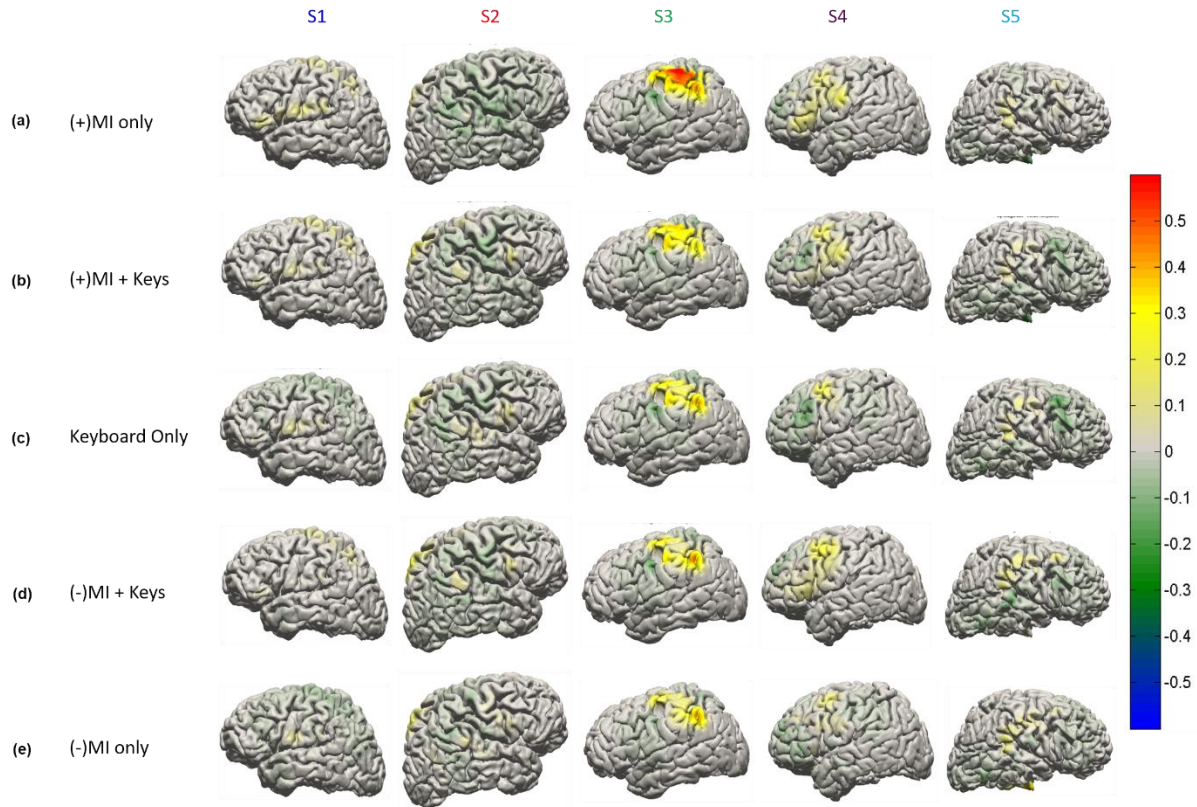 S1 S2 S3 S4 S5
(a) (+)MI only
(b) (+)MI + Keys
(c) Keyboard Only
(d) (-)MI + Keys
(e) (-)MI only
0.5
0.4
0.3
0.2
0.1
0
-0.1
-0.2
-0.3
-0.4
-0.5